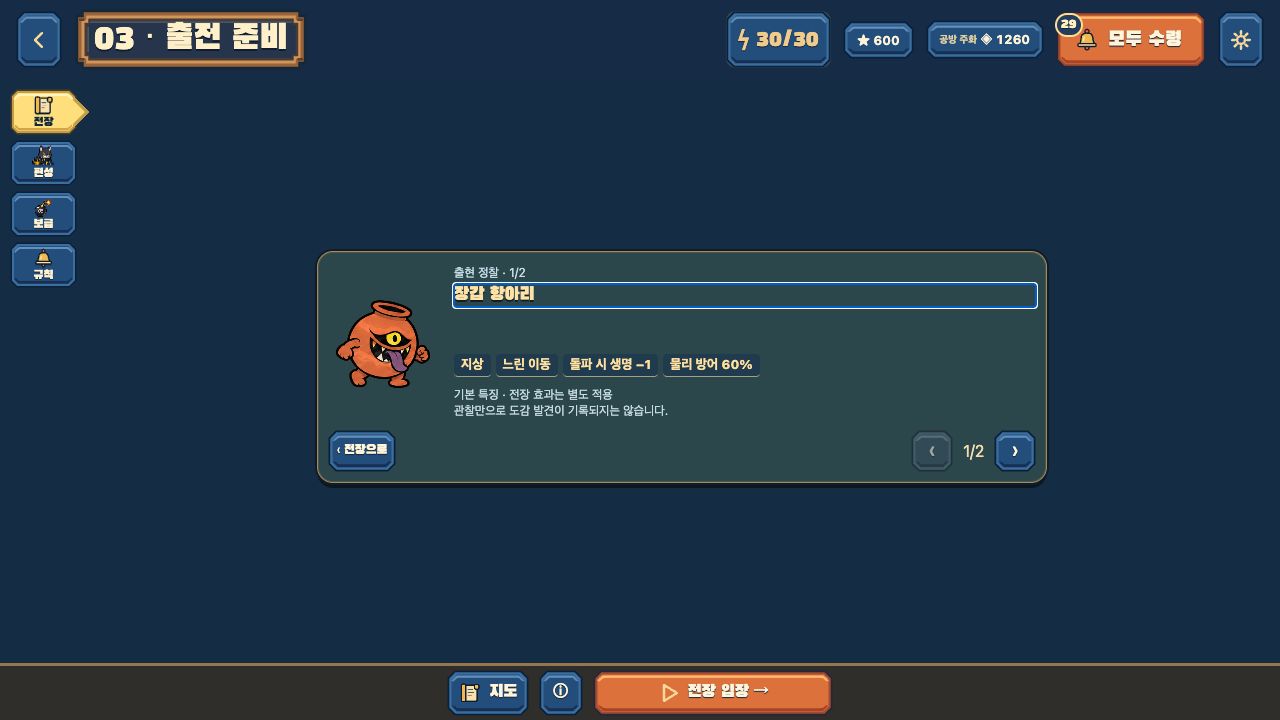 03 · 출전 준비
30/30
★ 600
공방 주화 ◈ 1260
29
모두 수령
전장
편성
보급
규칙
출현 정찰 · 1/2
장갑 항아리
지상
느린 이동
돌파 시 생명 −1
물리 방어 60%
기본 특징 · 전장 효과는 별도 적용
관찰만으로 도감 발견이 기록되지는 않습니다.
‹ 전장으로
‹
1/2
›
지도
ⓘ
전장 입장 →